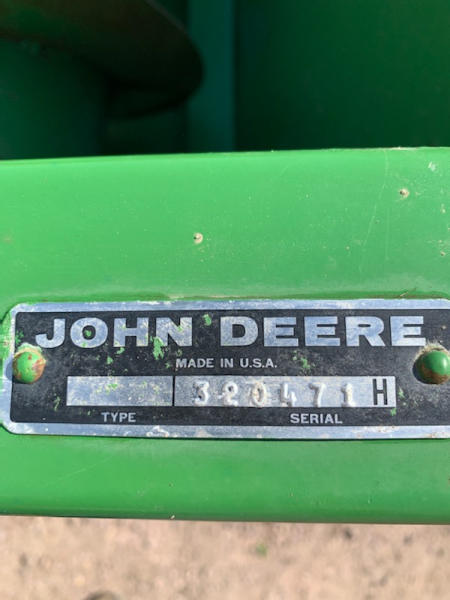 JOHN DEERE
MADE IN U.S.A.
320471 H
TYPE SERIAL